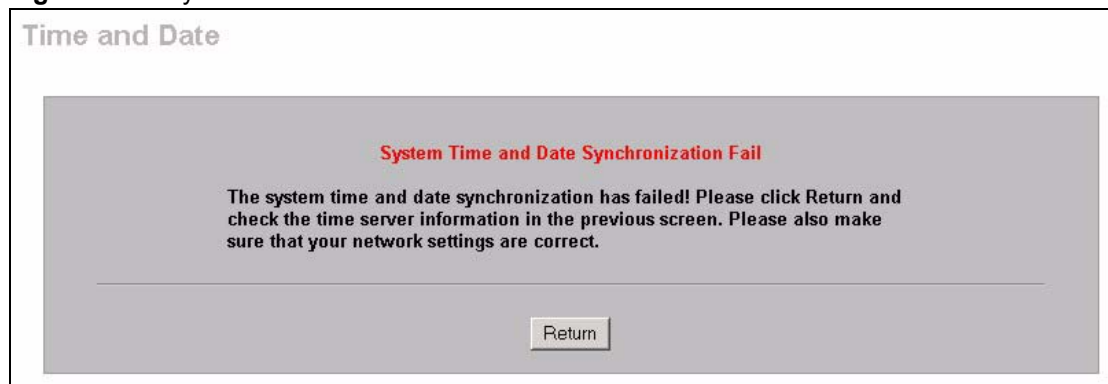 Time and Date
System Time and Date Synchronization Fail
The system time and date synchronization has failed! Please click Return and
check the time server information in the previous screen. Please also make
sure that your network settings are correct.
Return